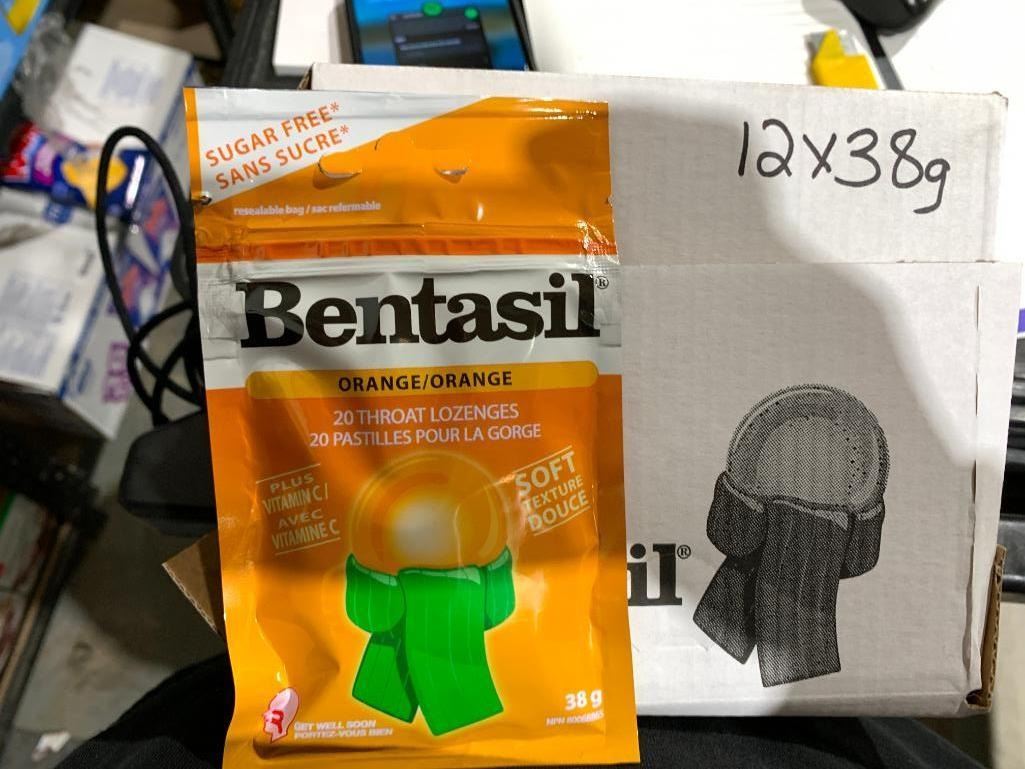 SUGAR FREE*
SANS SUCRE*
resealable bag / sac refermable
Bentasil®
ORANGE/ORANGE
20 THROAT LOZENGES
20 PASTILLES POUR LA GORGE
PLUS
VITAMIN C /
AVEC
VITAMINE C
SOFT
TEXTURE
DOUCE
GET WELL SOON
PORTEZ-VOUS BIEN
38 g
NPN
12x38g
il®